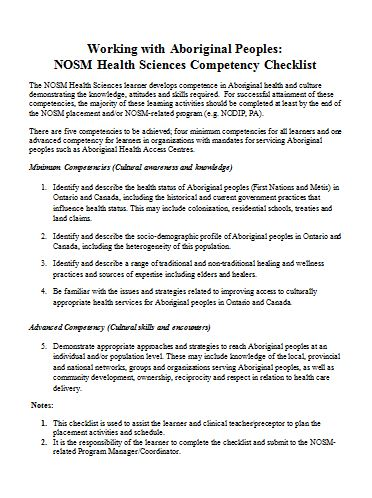 Working with Aboriginal Peoples:
NOSM Health Sciences Competency Checklist
The NOSM Health Sciences learner develops competence in Aboriginal health and culture
demonstrating the knowledge, attitudes and skills required.  For successful attainment of these
competencies, the majority of these learning activities should be completed at least by the end of
the NOSM placement and/or NOSM-related program (e.g. NODIP, PA).
There are five competencies to be achieved; four minimum competencies for all learners and one
advanced competency for learners in organizations with mandates for servicing Aboriginal
peoples such as Aboriginal Health Access Centres.
Minimum Competencies (Cultural awareness and knowledge)
1. Identify and describe the health status of Aboriginal peoples (First Nations and Metis) in
Ontario and Canada, including the historical and current government practices that
influence health status. This may include colonization, residential schools, treaties and
land claims.
2. Identify and describe the socio-demographic profile of Aboriginal peoples in Ontario and
Canada, including the heterogeneity of this population.
3. Identify and describe a range of traditional and non-traditional healing and wellness
practices and sources of expertise including elders and healers.
4. Be familiar with the issues and strategies related to improving access to culturally
appropriate health services for Aboriginal peoples in Ontario and Canada
Advanced Competency (Cultural skills and encounters)
5. Demonstrate appropriate approaches and strategies to reach Aboriginal peoples at an
individual and/or population level. These may include knowledge of the local, provincial
and national networks, groups and organizations serving Aboriginal peoples, as well as
community development, ownership, reciprocity and respect in relation to health care
delivery.
Notes:
1. This checklist is used to assist the learner and clinical teacher/preceptor to plan the
placement activities and schedule.
2. It is the responsibility of the learner to complete the checklist and submit to the NOSM-
related Program Manager/Coordinator.